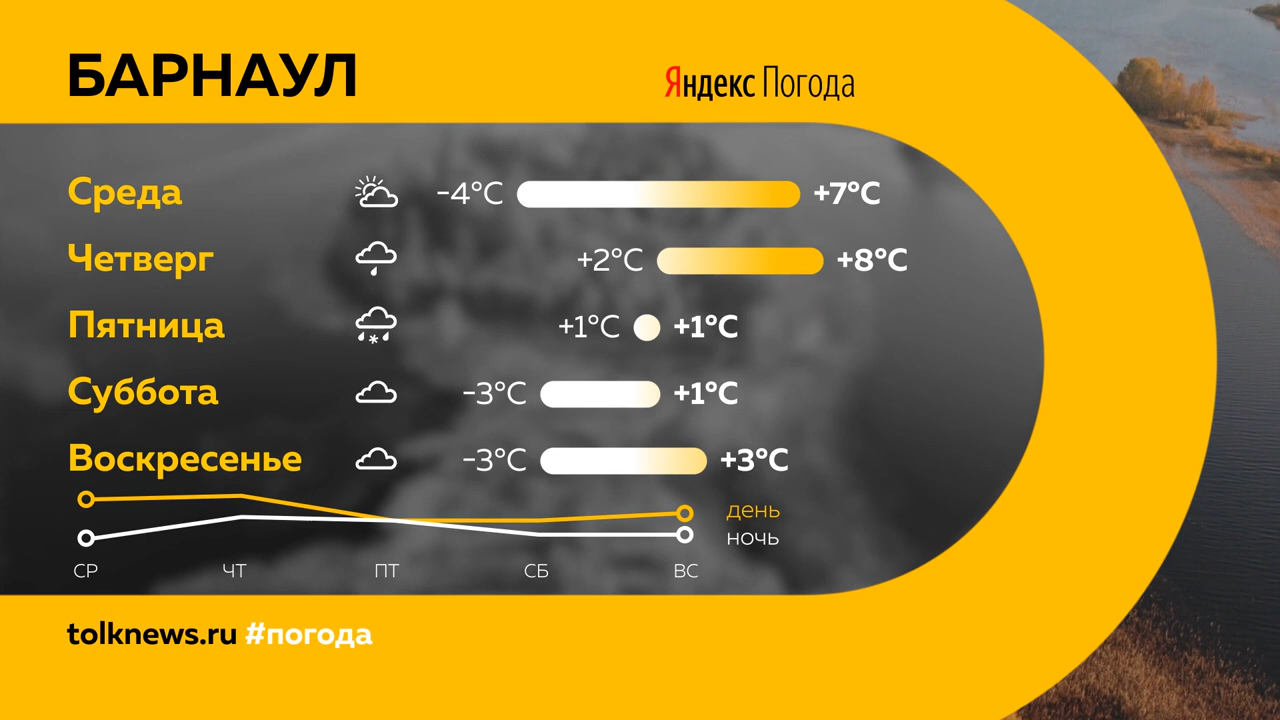 БАРНАУЛ
Яндекс Погода
Среда −4°C +7°C
Четверг +2°C +8°C
Пятница +1°C +1°C
Суббота −3°C +1°C
Воскресенье −3°C +3°C
день
ночь
СР ЧТ ПТ СБ ВС
tolknews.ru #погода